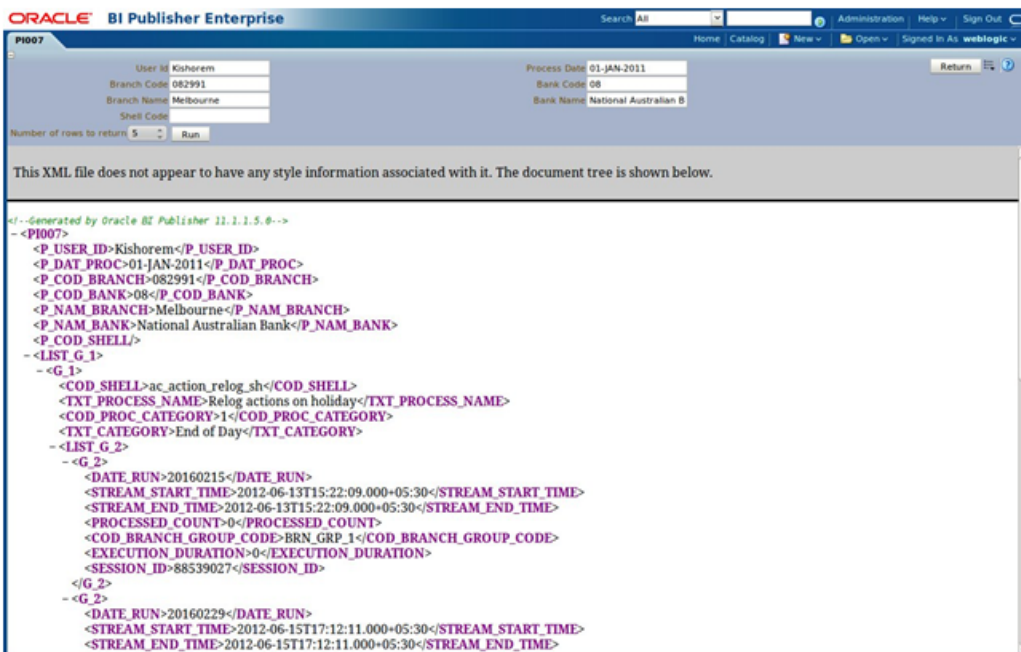 ORACLE BI Publisher Enterprise Search All Administration Help Sign Out
PI007 Home Catalog New Open Signed In As weblogic
User Id Kishorem Process Date 01-JAN-2011 Return
Branch Code 082991 Bank Code 08
Branch Name Melbourne Bank Name National Australian B
Shell Code
Number of rows to return 5 Run
This XML file does not appear to have any style information associated with it. The document tree is shown below.
<!--Generated by Oracle BI Publisher 11.1.1.5.0-->
- <PI007>
<P_USER_ID>Kishorem</P_USER_ID>
<P_DAT_PROC>01-JAN-2011</P_DAT_PROC>
<P_COD_BRANCH>082991</P_COD_BRANCH>
<P_COD_BANK>08</P_COD_BANK>
<P_NAM_BRANCH>Melbourne</P_NAM_BRANCH>
<P_NAM_BANK>National Australian Bank</P_NAM_BANK>
<P_COD_SHELL/>
- <LIST_G_1>
- <G_1>
<COD_SHELL>ac_action_relog_sh</COD_SHELL>
<TXT_PROCESS_NAME>Relog actions on holiday</TXT_PROCESS_NAME>
<COD_PROC_CATEGORY>1</COD_PROC_CATEGORY>
<TXT_CATEGORY>End of Day</TXT_CATEGORY>
- <LIST_G_2>
- <G_2>
<DATE_RUN>20160215</DATE_RUN>
<STREAM_START_TIME>2012-06-13T15:22:09.000+05:30</STREAM_START_TIME>
<STREAM_END_TIME>2012-06-13T15:22:09.000+05:30</STREAM_END_TIME>
<PROCESSED_COUNT>0</PROCESSED_COUNT>
<COD_BRANCH_GROUP_CODE>BRN_GRP_1</COD_BRANCH_GROUP_CODE>
<EXECUTION_DURATION>0</EXECUTION_DURATION>
<SESSION_ID>88539027</SESSION_ID>
</G_2>
- <G_2>
<DATE_RUN>20160229</DATE_RUN>
<STREAM_START_TIME>2012-06-15T17:12:11.000+05:30</STREAM_START_TIME>
<STREAM_END_TIME>2012-06-15T17:12:11.000+05:30</STREAM_END_TIME>